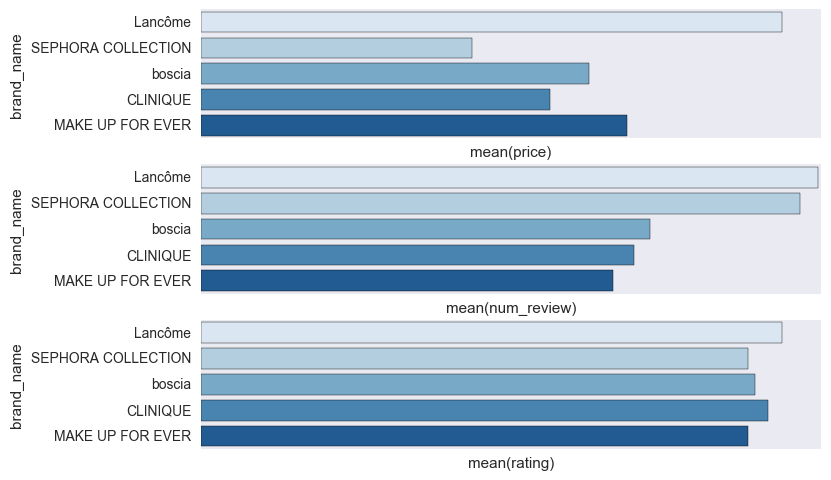 brand_name
Lancôme
SEPHORA COLLECTION
boscia
CLINIQUE
MAKE UP FOR EVER
mean(price)
brand_name
Lancôme
SEPHORA COLLECTION
boscia
CLINIQUE
MAKE UP FOR EVER
mean(num_review)
brand_name
Lancôme
SEPHORA COLLECTION
boscia
CLINIQUE
MAKE UP FOR EVER
mean(rating)